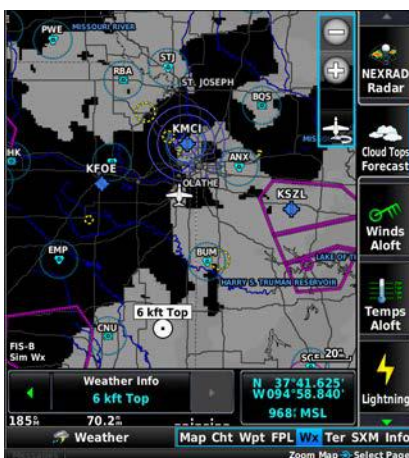 PWE
MISSOURI RIVER
STJ
RBA
ST. JOSEPH
BQS
NEXRAD
Radar
KMCI
MIS
HK
KFOE
ANX
Cloud Tops
Forecast
OLATHE
KSZL
Winds
Aloft
EMP
BUM
LAKE OF T
HARRY S. TRUMAN RESERVOIR
6 kft Top
Temps
Aloft
CNU
FIS-B
Sim Wx
SGF
20"
Weather Info
6 kft Top
N 37°41.625'
W094°58.840'
968' MSL
Lightning
185
70.2
Weather
Map Cht Wpt FPL Wx Ter SXM Info
Zoom Map
Select Page